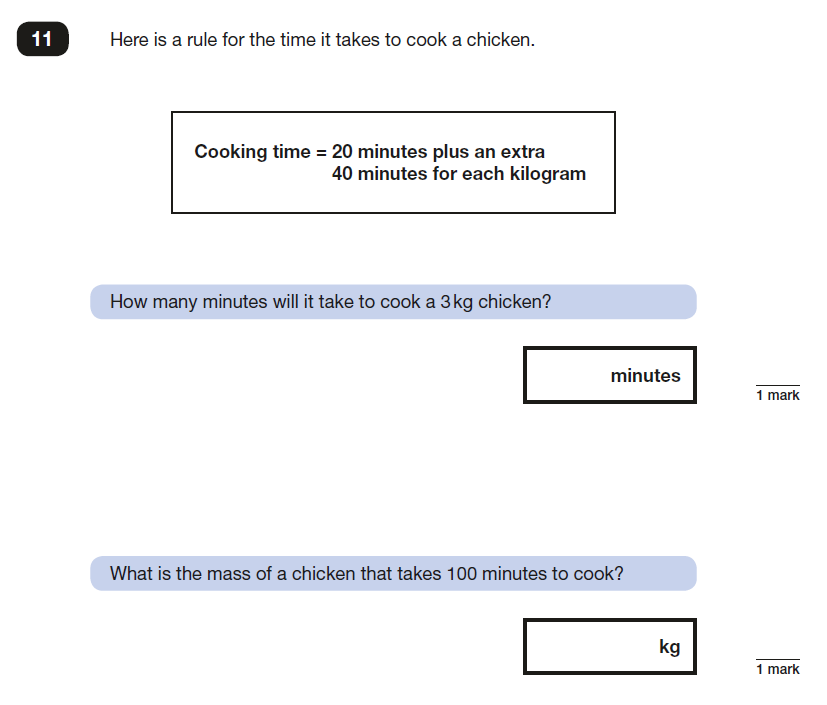 11
Here is a rule for the time it takes to cook a chicken.
Cooking time = 20 minutes plus an extra
40 minutes for each kilogram
How many minutes will it take to cook a 3 kg chicken?
minutes
1 mark
What is the mass of a chicken that takes 100 minutes to cook?
kg
1 mark